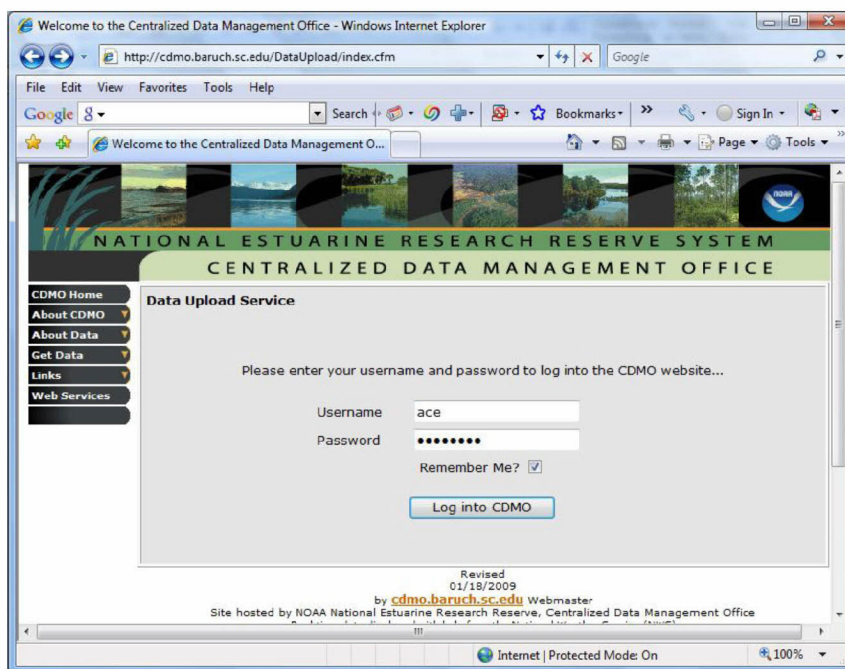 Welcome to the Centralized Data Management Office - Windows Internet Explorer
http://cdmo.baruch.sc.edu/DataUpload/index.cfm
Google
File Edit View Favorites Tools Help
Google
Search
Bookmarks
Sign In
Welcome to the Centralized Data Management O...
Page
Tools
NOAA
NATIONAL ESTUARINE RESEARCH RESERVE SYSTEM
CENTRALIZED DATA MANAGEMENT OFFICE
CDMO Home
About CDMO
About Data
Get Data
Links
Web Services
Data Upload Service
Please enter your username and password to log into the CDMO website...
Username ace
Password ••••••••
Remember Me?
Log into CDMO
Revised
01/18/2009
by cdmo.baruch.sc.edu Webmaster
Site hosted by NOAA National Estuarine Research Reserve, Centralized Data Management Office
Internet | Protected Mode: On
100%